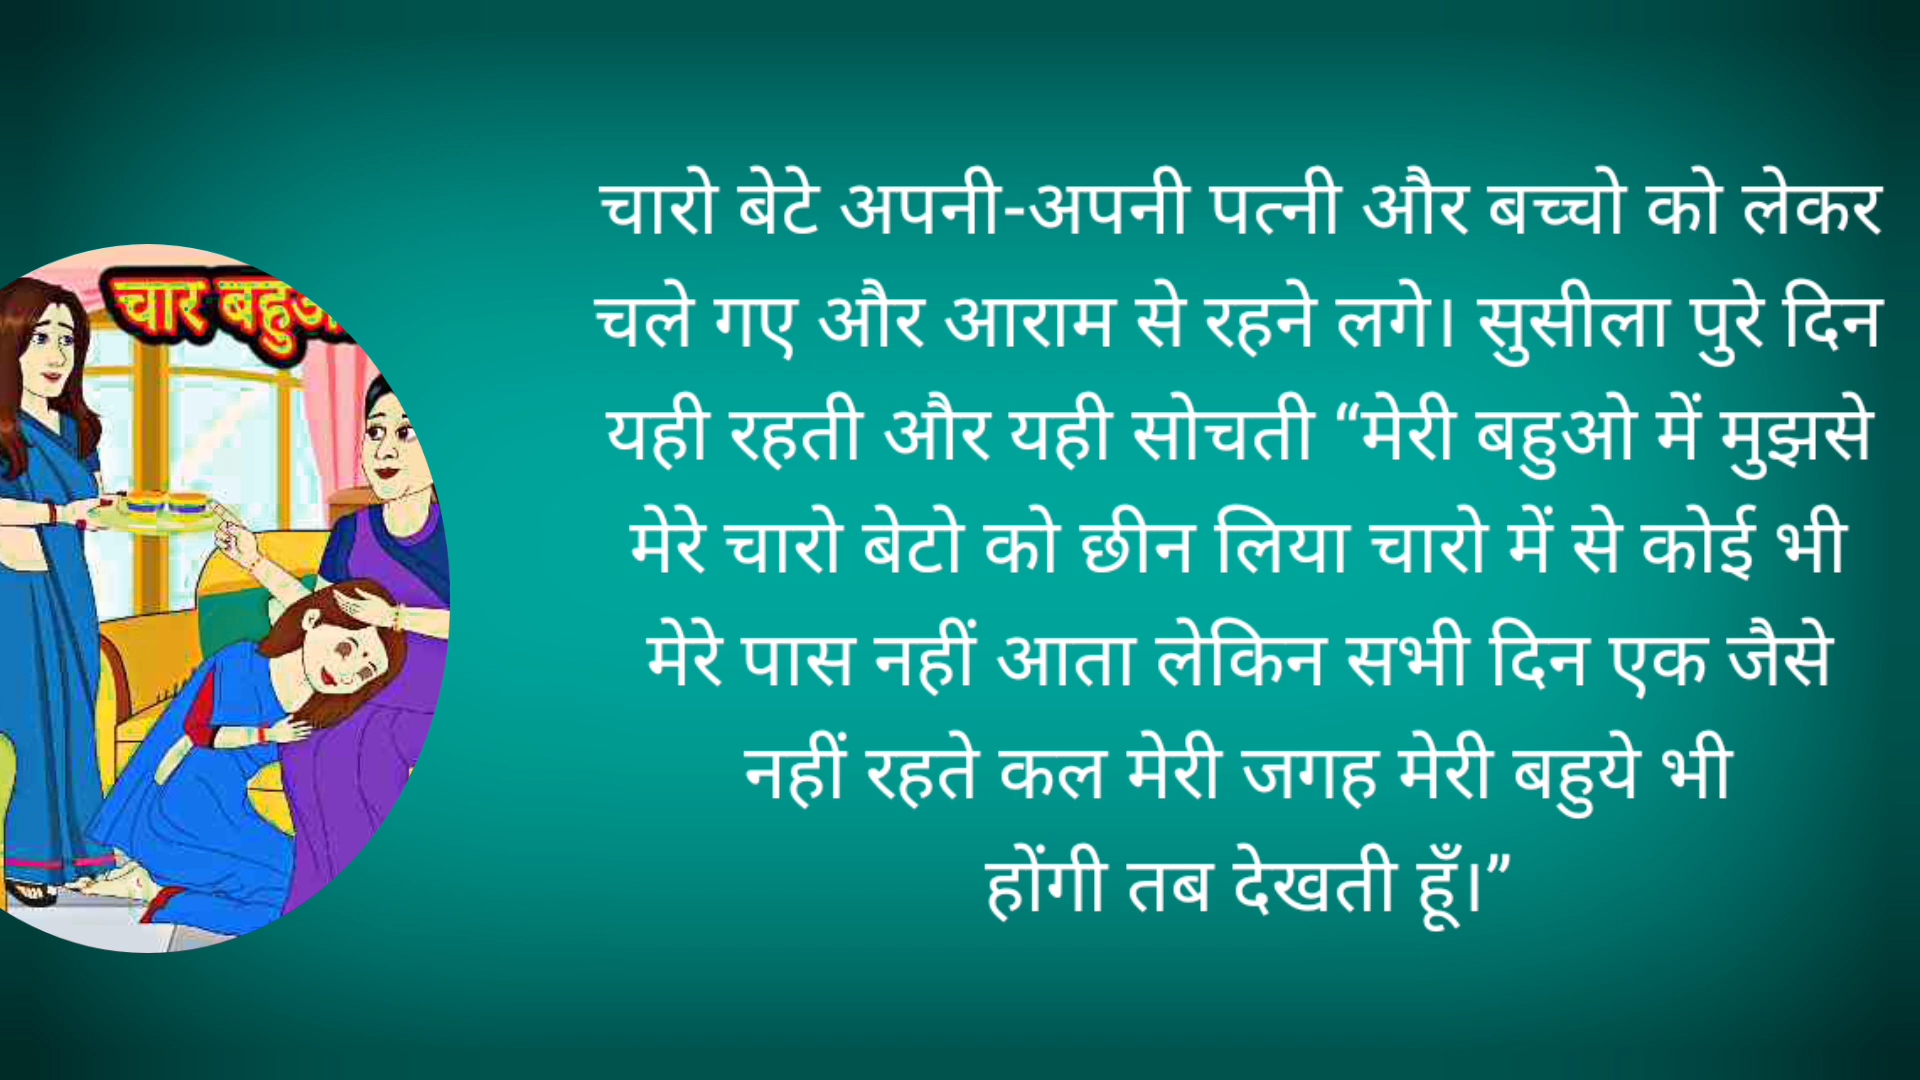 चार
चारो बेटे अपनी-अपनी पत्नी और बच्चो को लेकर
चले गए और आराम से रहने लगे। सुसीला पुरे दिन
यही रहती और यही सोचती “मेरी बहुओ में मुझसे
मेरे चारो बेटो को छीन लिया चारो में से कोई भी
मेरे पास नहीं आता लेकिन सभी दिन एक जैसे
नहीं रहते कल मेरी जगह मेरी बहुये भी
होंगी तब देखती हूँ।”